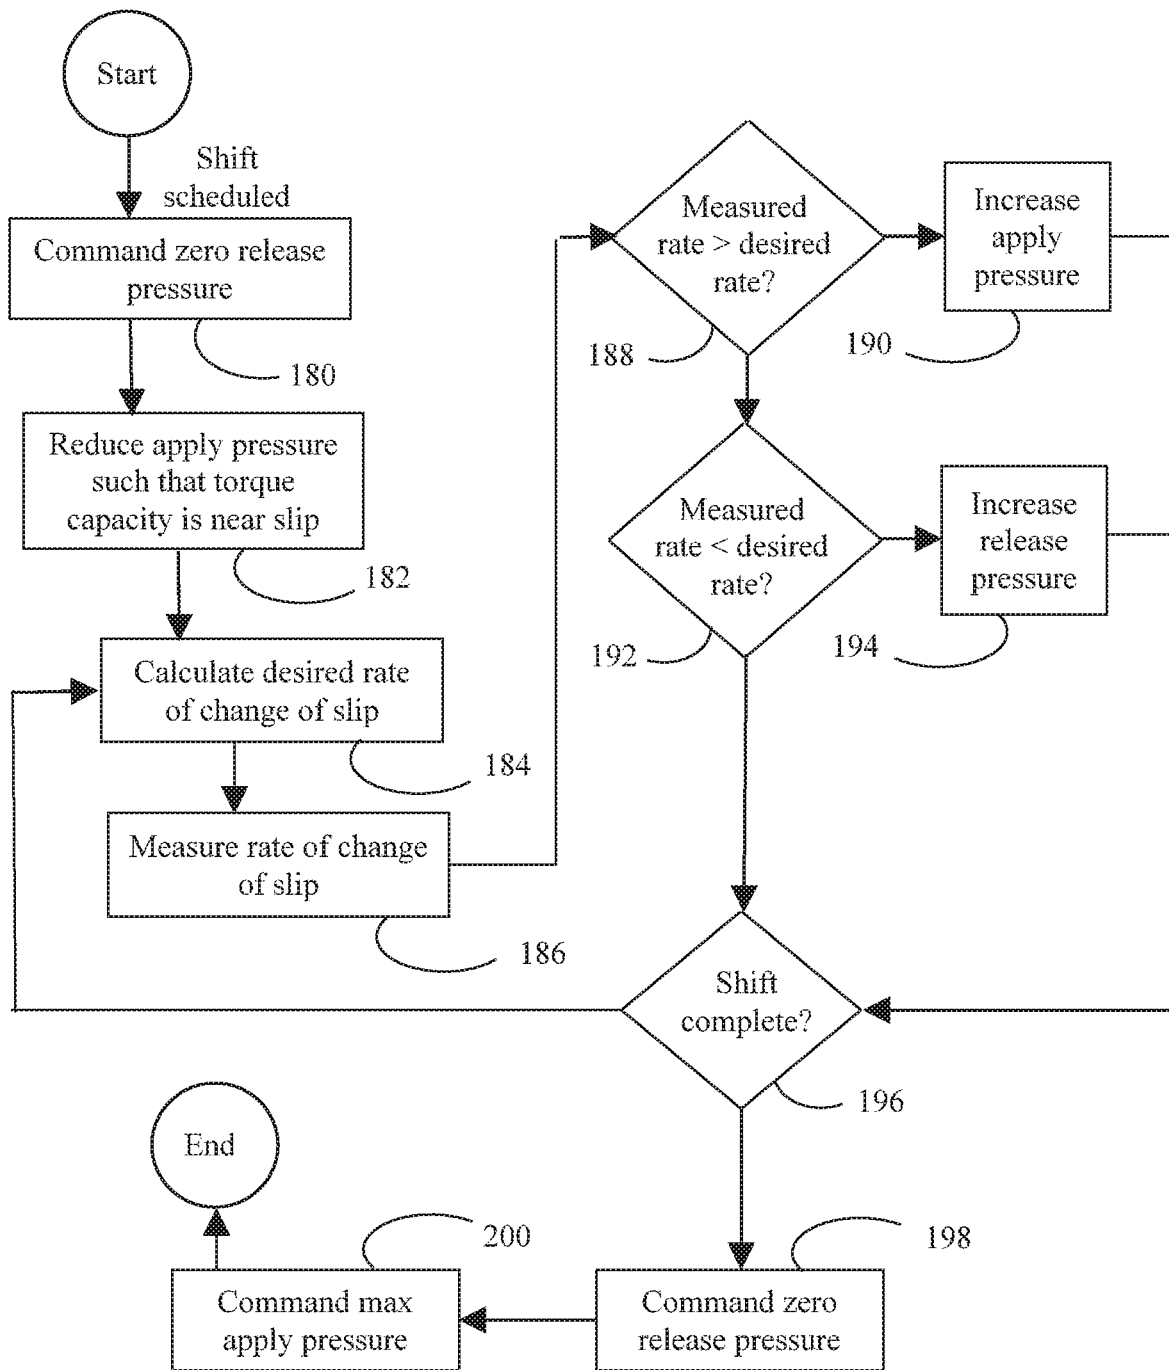 Start
Shift
scheduled
Command zero release
pressure
180
Reduce apply pressure
such that torque
capacity is near slip
182
Calculate desired rate
of change of slip
184
Measure rate of change
of slip
186
Measured
rate > desired
rate?
188
Increase
apply
pressure
190
Measured
rate < desired
rate?
192
Increase
release
pressure
194
Shift
complete?
196
Command zero
release pressure
198
Command max
apply pressure
200
End